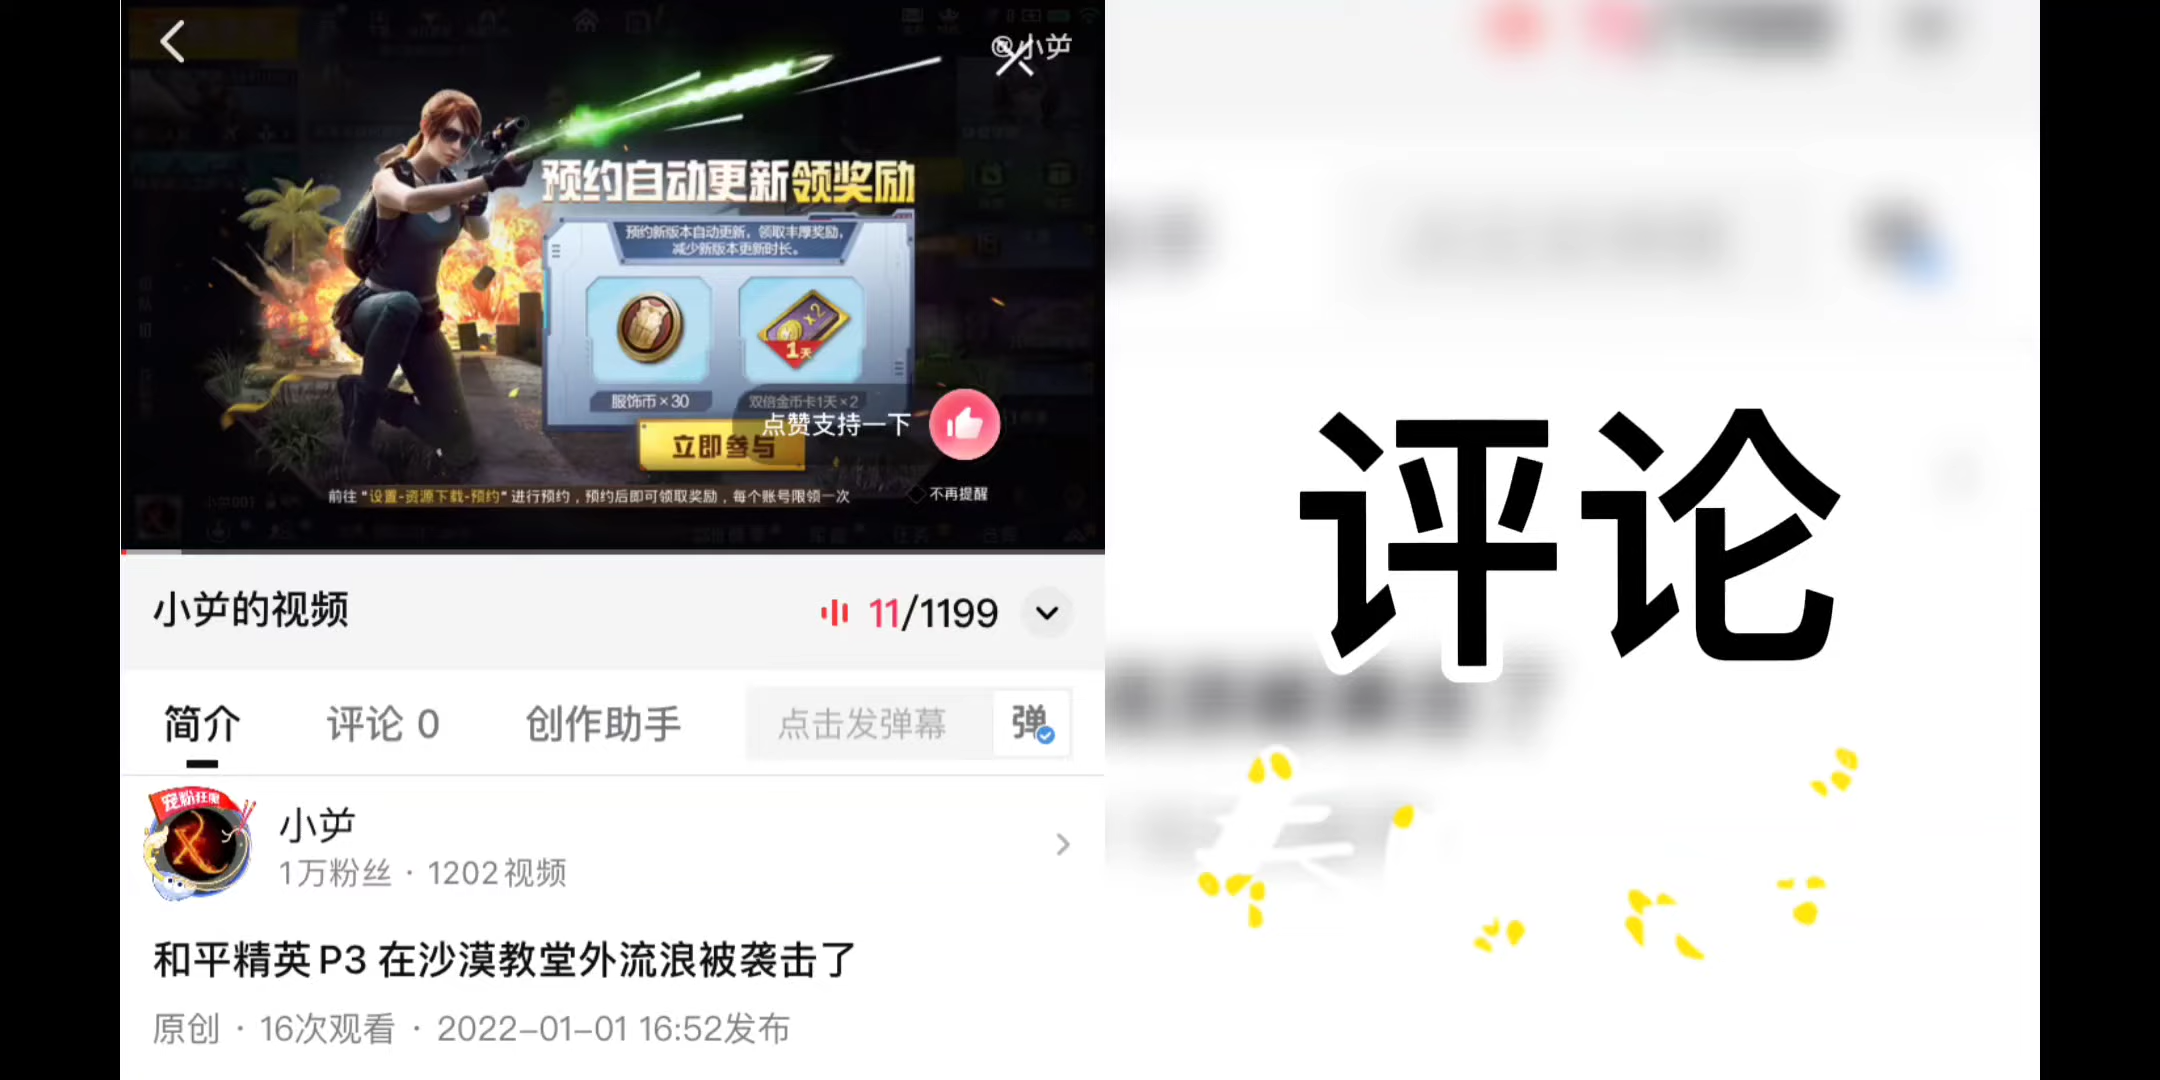 @小岁
预约自动更新领奖励
预约新版本自动更新，领取丰厚奖励，
减少新版本更新时长。
×2
1天
服饰币×30
双倍金币卡1天×2
点赞支持一下
立即参与
前往“设置-资源下载-预约”进行预约，预约后即可领取奖励，每个账号限领一次
不再提醒
小岁的视频
11/1199
简介
评论 0
创作助手
点击发弹幕
弹
宠粉狂魔
小岁
1万粉丝 · 1202视频
和平精英P3 在沙漠教堂外流浪被袭击了
原创 · 16次观看 · 2022-01-01 16:52发布
评论